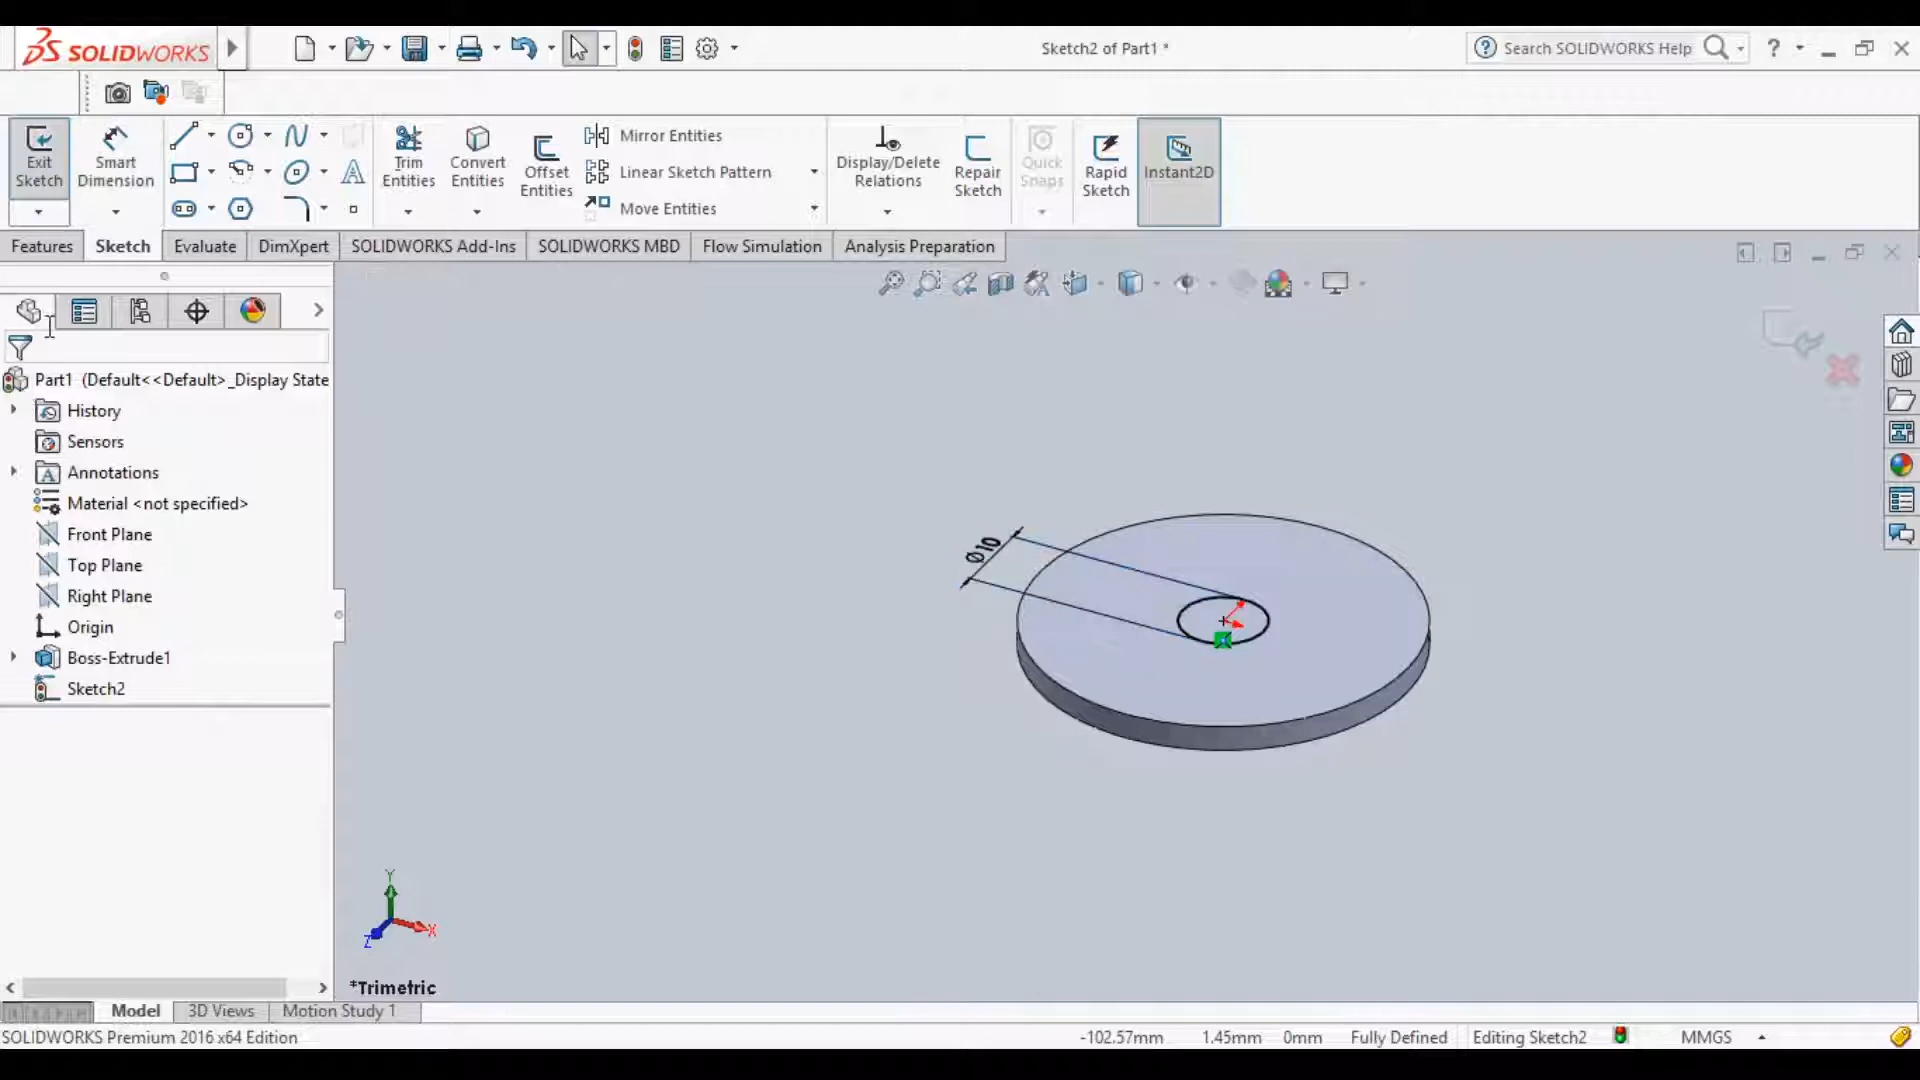 SOLIDWORKS
Sketch2 of Part1 *
Search SOLIDWORKS Help
Exit Sketch
Smart Dimension
Trim Entities
Convert Entities
Offset Entities
Mirror Entities
Linear Sketch Pattern
Move Entities
Display/Delete Relations
Repair Sketch
Quick Snaps
Rapid Sketch
Instant2D
Features
Sketch
Evaluate
DimXpert
SOLIDWORKS Add-Ins
SOLIDWORKS MBD
Flow Simulation
Analysis Preparation
Part1 (Default<<Default>_Display State
History
Sensors
Annotations
Material <not specified>
Front Plane
Top Plane
Right Plane
Origin
Boss-Extrude1
Sketch2
Ø10
Y
X
Z
*Trimetric
Model
3D Views
Motion Study 1
SOLIDWORKS Premium 2016 x64 Edition
-102.57mm
1.45mm
0mm
Fully Defined
Editing Sketch2
MMGS